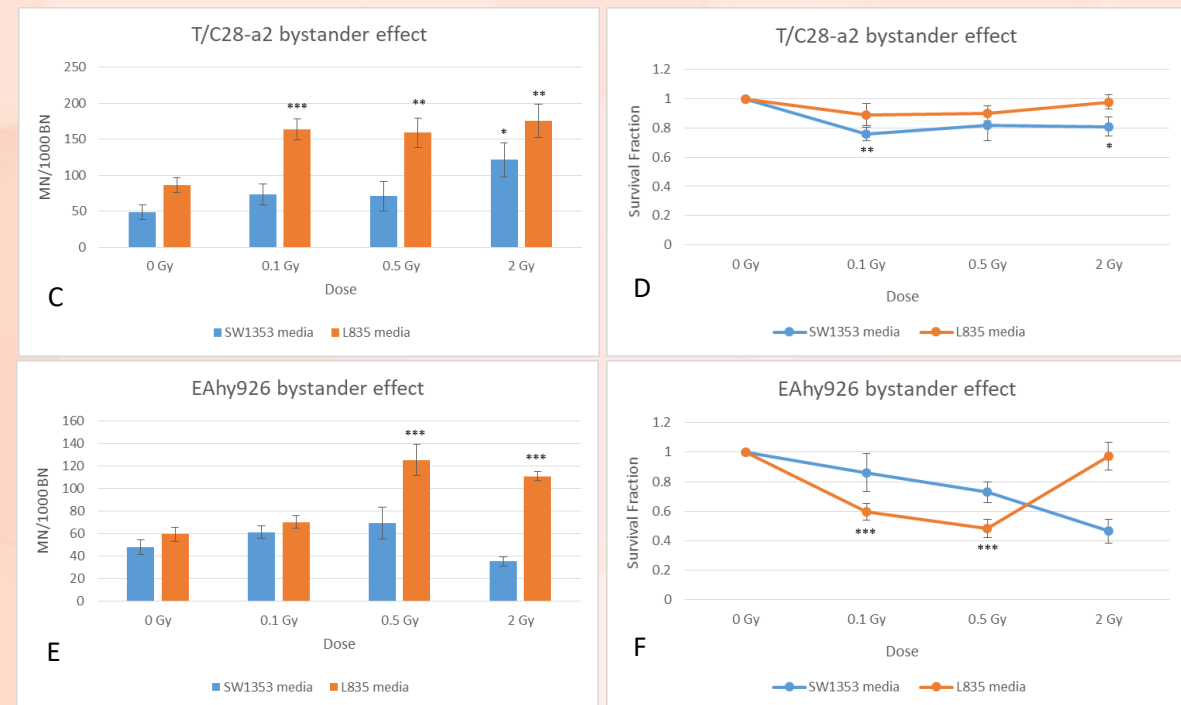 T/C28-a2 bystander effect
250
200
150
100
50
0
MN/1000 BN
***
**
*
**
0 Gy 0.1 Gy 0.5 Gy 2 Gy
Dose
C
SW1353 media L835 media
T/C28-a2 bystander effect
1.2
1
0.8
0.6
0.4
0.2
0
Survival Fraction
**
*
0 Gy 0.1 Gy 0.5 Gy 2 Gy
Dose
D
SW1353 media L835 media
EAhy926 bystander effect
160
140
120
100
80
60
40
20
0
MN/1000 BN
***
***
0 Gy 0.1 Gy 0.5 Gy 2 Gy
Dose
E
SW1353 media L835 media
EAhy926 bystander effect
1.2
1
0.8
0.6
0.4
0.2
0
Survival Fraction
***
***
0 Gy 0.1 Gy 0.5 Gy 2 Gy
Dose
F
SW1353 media L835 media